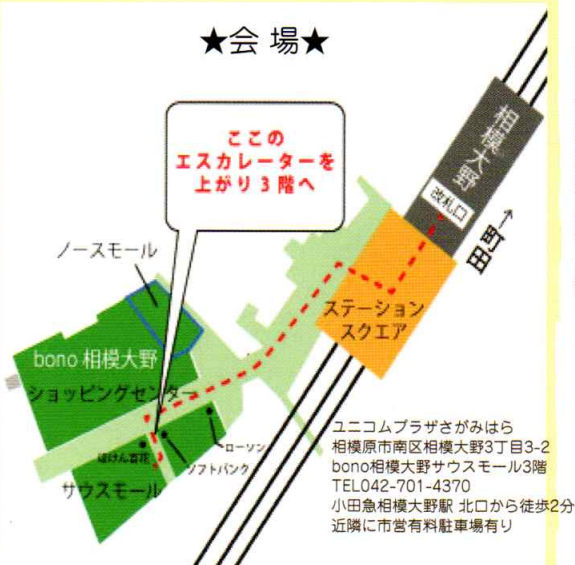 ★会 場★
ここの
エスカレーターを
上がり3階へ
相模大野
改札口
↑町田
ノースモール
ステーション
スクエア
bono 相模大野
ショッピングセンター
ほけん百花
ローソン
ソフトバンク
サウスモール
ユニコムプラザさがみはら
相模原市南区相模大野3丁目3-2
bono相模大野サウスモール3階
TEL042-701-4370
小田急相模大野駅 北口から徒歩2分
近隣に市営有料駐車場有り